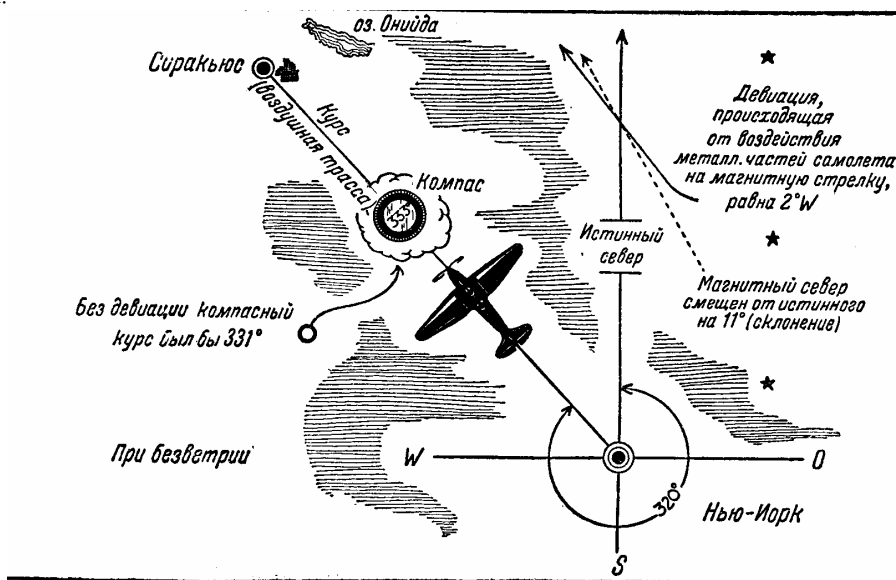 оз. Онийда
Сиракьюс
Курс
(воздушная трасса)
Компас
Девиация,
происходящая
от воздействия
металл. частей самолета
на магнитную стрелку,
равна 2°W
Истинный
север
Магнитный север
смещен от истинного
на 11° (склонение)
Без девиации компасный
курс йыл бы 331°
При безветрии
W
O
320°
Нью-Иорк
S